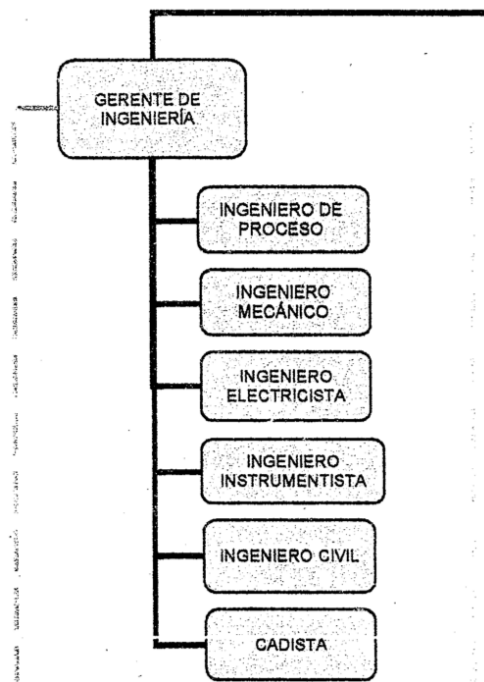 GERENTE DE
INGENIERÍA
INGENIERO DE
PROCESO
INGENIERO
MECÁNICO
INGENIERO
ELECTRICISTA
INGENIERO
INSTRUMENTISTA
INGENIERO CIVIL
CADISTA